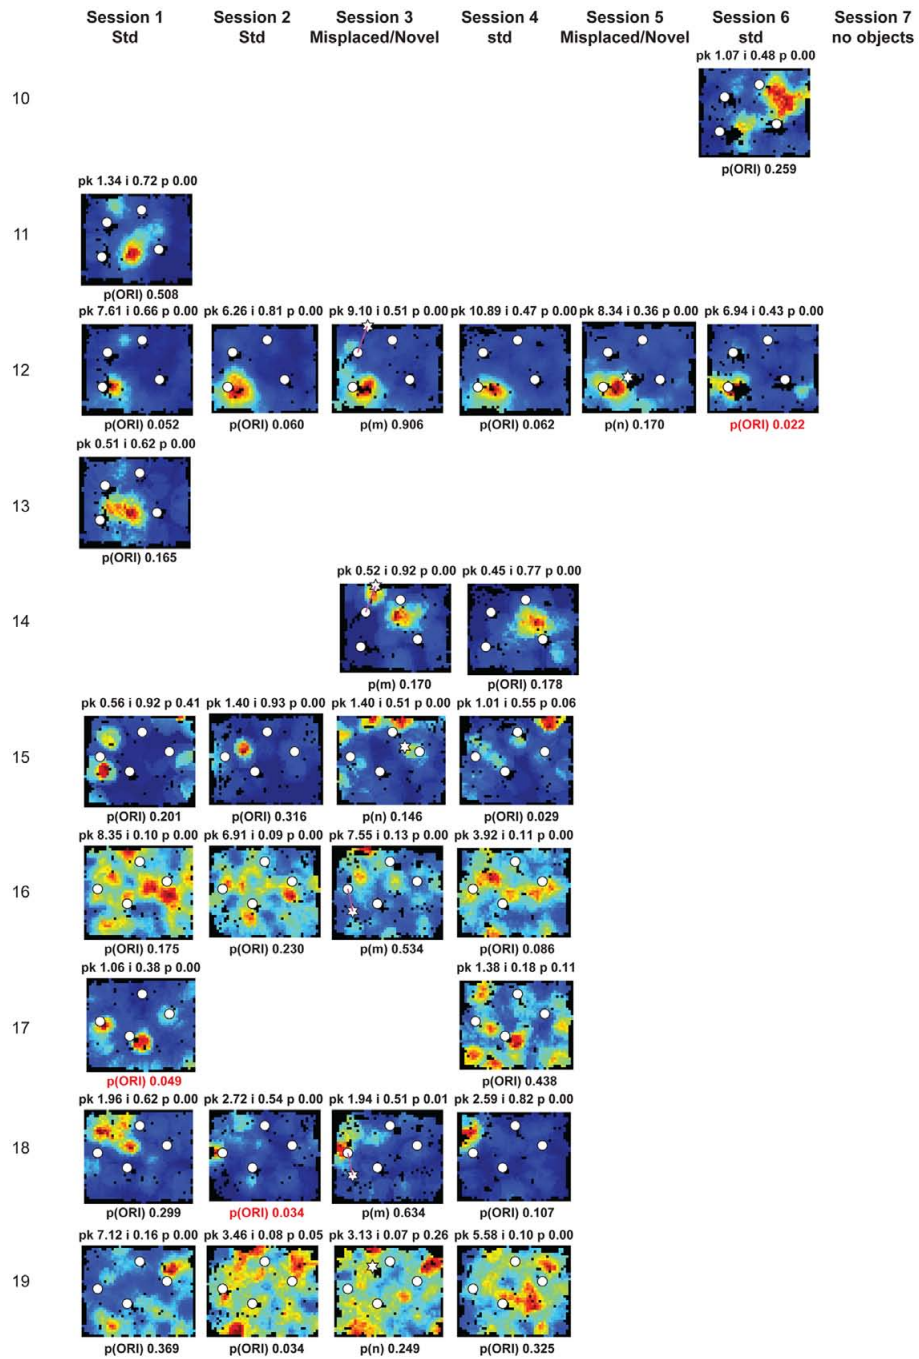 Session 1 Session 2 Session 3 Session 4 Session 5 Session 6 Session 7
Std Std Misplaced/Novel std Misplaced/Novel std no objects
pk 1.07 i 0.48 p 0.00
10
p(ORI) 0.259
pk 1.34 i 0.72 p 0.00
11
p(ORI) 0.508
pk 7.61 i 0.66 p 0.00 pk 6.26 i 0.81 p 0.00 pk 9.10 i 0.51 p 0.00 pk 10.89 i 0.47 p 0.00 pk 8.34 i 0.36 p 0.00 pk 6.94 i 0.43 p 0.00
12
p(ORI) 0.052 p(ORI) 0.060 p(m) 0.906 p(ORI) 0.062 p(n) 0.170 p(ORI) 0.022
pk 0.51 i 0.62 p 0.00
13
p(ORI) 0.165
pk 0.52 i 0.92 p 0.00 pk 0.45 i 0.77 p 0.00
14
p(m) 0.170 p(ORI) 0.178
pk 0.56 i 0.92 p 0.41 pk 1.40 i 0.93 p 0.00 pk 1.40 i 0.51 p 0.00 pk 1.01 i 0.55 p 0.06
15
p(ORI) 0.201 p(ORI) 0.316 p(n) 0.146 p(ORI) 0.029
pk 8.35 i 0.10 p 0.00 pk 6.91 i 0.09 p 0.00 pk 7.55 i 0.13 p 0.00 pk 3.92 i 0.11 p 0.00
16
p(ORI) 0.175 p(ORI) 0.230 p(m) 0.534 p(ORI) 0.086
pk 1.06 i 0.38 p 0.00 pk 1.38 i 0.18 p 0.11
17
p(ORI) 0.049 p(ORI) 0.438
pk 1.96 i 0.62 p 0.00 pk 2.72 i 0.54 p 0.00 pk 1.94 i 0.51 p 0.01 pk 2.59 i 0.82 p 0.00
18
p(ORI) 0.299 p(ORI) 0.034 p(m) 0.634 p(ORI) 0.107
pk 7.12 i 0.16 p 0.00 pk 3.46 i 0.08 p 0.05 pk 3.13 i 0.07 p 0.26 pk 5.58 i 0.10 p 0.00
19
p(ORI) 0.369 p(ORI) 0.034 p(n) 0.249 p(ORI) 0.325